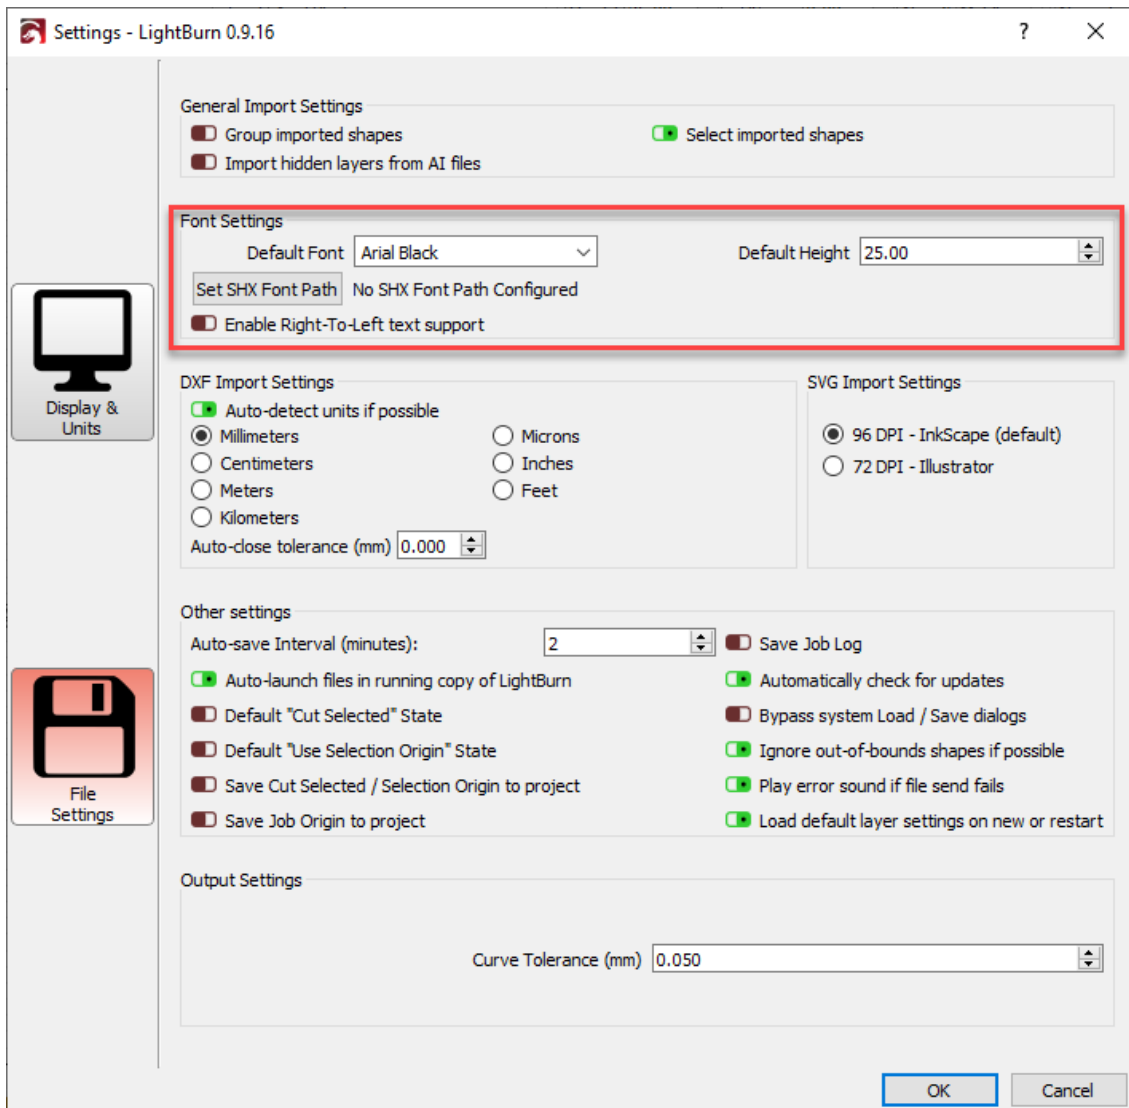 Settings - LightBurn 0.9.16
?
General Import Settings
Group imported shapes
Select imported shapes
Import hidden layers from AI files
Font Settings
Default Font Arial Black
Default Height 25.00
Set SHX Font Path No SHX Font Path Configured
Enable Right-To-Left text support
Display &
Units
DXF Import Settings
Auto-detect units if possible
Millimeters
Microns
Centimeters
Inches
Meters
Feet
Kilometers
Auto-close tolerance (mm) 0.000
SVG Import Settings
96 DPI - InkScape (default)
72 DPI - Illustrator
File
Settings
Other settings
Auto-save Interval (minutes): 2
Save Job Log
Auto-launch files in running copy of LightBurn
Automatically check for updates
Default "Cut Selected" State
Bypass system Load / Save dialogs
Default "Use Selection Origin" State
Ignore out-of-bounds shapes if possible
Save Cut Selected / Selection Origin to project
Play error sound if file send fails
Save Job Origin to project
Load default layer settings on new or restart
Output Settings
Curve Tolerance (mm) 0.050
OK
Cancel